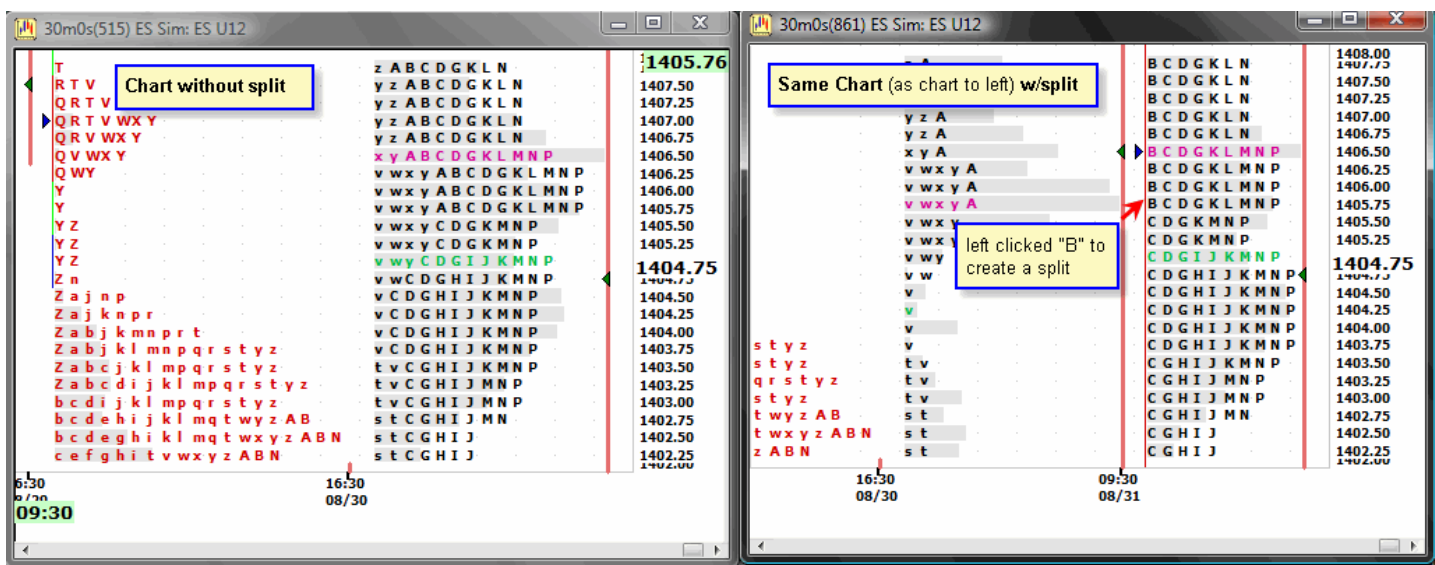 30m0s(515) ES Sim: ES U12
Chart without split
T
R T V
Q R T V
Q R T V W X Y
Q R V W X Y
Q V W X Y
Q W Y
Y
Y
Y Z
Y Z
Y Z
Z n
Z a j n p
Z a j k n p r
Z a b j k m n p r t
Z a b j k l m n p q r s t y z
Z a b c j k l m p q r s t y z
Z a b c d i j k l m p q r s t y z
b c d i j k l m p q r s t y z
b c d e h i j k l m q t w y z A B
b c d e g h i k l m q t w x y z A B N
c e f g h i t v w x y z A B N
z A B C D G K L N
y z A B C D G K L N
y z A B C D G K L N
y z A B C D G K L N
y z A B C D G K L N
x y A B C D G K L M N P
v w x y A B C D G K L M N P
v w x y A B C D G K L M N P
v w x y A B C D G K L M N P
v w x y C D G K M N P
v w x y C D G K M N P
v w y C D G I J K M N P
v w C D G H I J K M N P
v C D G H I J K M N P
v C D G H I J K M N P
v C D G H I J K M N P
v C D G H I J K M N P
t v C G H I J K M N P
t v C G H I J M N P
t v C G H I J M N P
s t C G H I J M N
s t C G H I J
s t C G H I J
1405.76
1407.50
1407.25
1407.00
1406.75
1406.50
1406.25
1406.00
1405.75
1405.50
1405.25
1404.75
1404.50
1404.25
1404.00
1403.75
1403.50
1403.25
1403.00
1402.75
1402.50
1402.25
16:30
08/30
09:30
30m0s(861) ES Sim: ES U12
Same Chart (as chart to left) w/split
s t y z
s t y z
q r s t y z
s t y z
t w y z A B
t w x y z A B N
z A B N
y z A
y z A
x y A
v w x y A
v w x y A
v w x y A
v w x y
v w x y
v w y
v w
v
v
v
v
t v
t v
t v
s t
s t
s t
left clicked "B" to
create a split
B C D G K L N
B C D G K L N
B C D G K L N
B C D G K L N
B C D G K L N
B C D G K L M N P
B C D G K L M N P
B C D G K L M N P
B C D G K L M N P
C D G K M N P
C D G K M N P
C D G I J K M N P
C D G H I J K M N P
C D G H I J K M N P
C D G H I J K M N P
C D G H I J K M N P
C D G H I J K M N P
C G H I J K M N P
C G H I J M N P
C G H I J M N P
C G H I J M N
C G H I J
C G H I J
1408.00
1407.75
1407.50
1407.25
1407.00
1406.75
1406.50
1406.25
1406.00
1405.75
1405.50
1405.25
1404.75
1404.50
1404.25
1404.00
1403.75
1403.50
1403.25
1403.00
1402.75
1402.50
1402.25
16:30
08/30
09:30
08/31